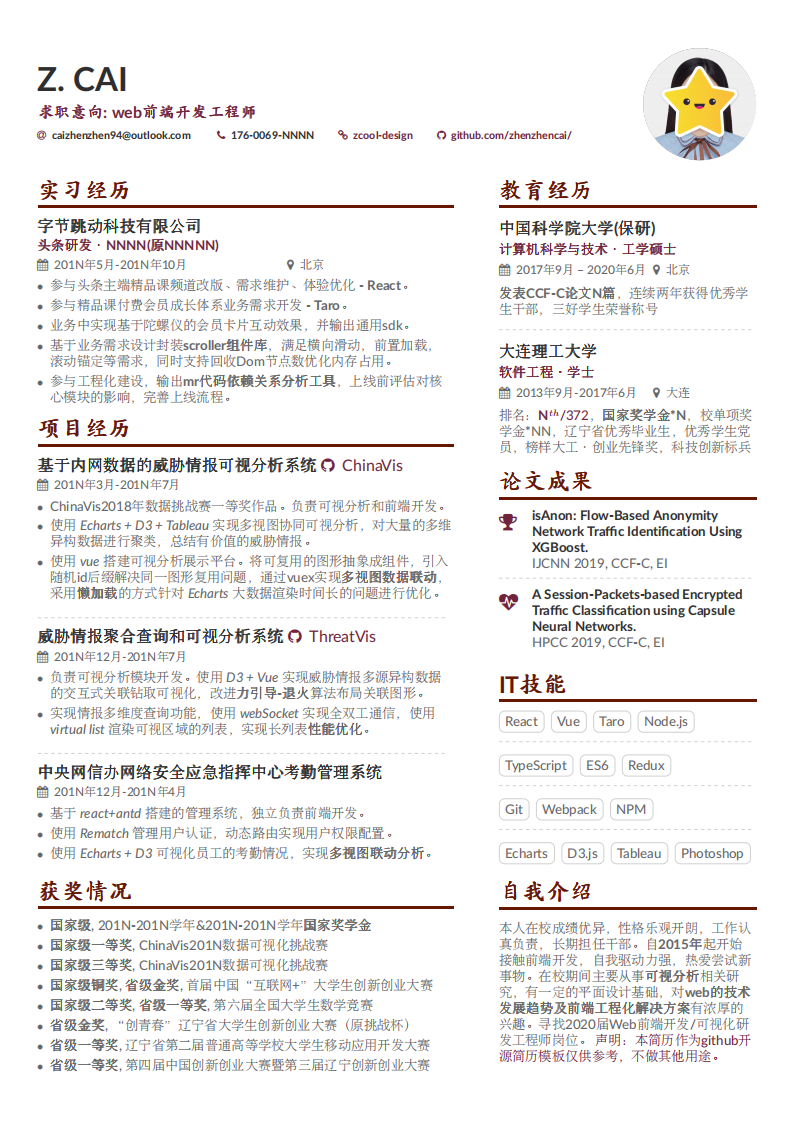 Z. CAI
求职意向: web前端开发工程师
caizhenzhen94@outlook.com 176-0069-NNNN zcool-design github.com/zhenzhencai/
实习经历
字节跳动科技有限公司
头条研发 · NNNN(原NNNNN)
201N年5月-201N年10月 北京
• 参与头条主端精品课频道改版、需求维护、体验优化 - React。
• 参与精品课付费会员成长体系业务需求开发 - Taro。
• 业务中实现基于陀螺仪的会员卡片互动效果，并输出通用sdk。
• 基于业务需求设计封装scroller组件库，满足横向滑动，前置加载，
滚动锚定等需求，同时支持回收Dom节点数优化内存占用。
• 参与工程化建设，输出mr代码依赖关系分析工具，上线前评估对核
心模块的影响，完善上线流程。
项目经历
基于内网数据的威胁情报可视分析系统 ChinaVis
201N年3月-201N年7月
• ChinaVis2018年数据挑战赛一等奖作品。负责可视分析和前端开发。
• 使用 Echarts + D3 + Tableau 实现多视图协同可视分析，对大量的多维
异构数据进行聚类，总结有价值的威胁情报。
• 使用 vue 搭建可视分析展示平台。将可复用的图形抽象成组件，引入
随机id后缀解决同一图形复用问题，通过vuex实现多视图数据联动，
采用懒加载的方式针对 Echarts 大数据渲染时间长的问题进行优化。
威胁情报聚合查询和可视分析系统 ThreatVis
201N年12月-201N年7月
• 负责可视分析模块开发。使用 D3 + Vue 实现威胁情报多源异构数据
的交互式关联钻取可视化，改进力引导-退火算法布局关联图形。
• 实现情报多维度查询功能，使用 webSocket 实现全双工通信，使用
virtual list 渲染可视区域的列表，实现长列表性能优化。
中央网信办网络安全应急指挥中心考勤管理系统
201N年12月-201N年4月
• 基于 react+antd 搭建的管理系统，独立负责前端开发。
• 使用 Rematch 管理用户认证，动态路由实现用户权限配置。
• 使用 Echarts + D3 可视化员工的考勤情况，实现多视图联动分析。
获奖情况
• 国家级, 201N-201N学年&201N-201N学年国家奖学金
• 国家级一等奖, ChinaVis201N数据可视化挑战赛
• 国家级三等奖, ChinaVis201N数据可视化挑战赛
• 国家级铜奖, 省级金奖, 首届中国“互联网+”大学生创新创业大赛
• 国家级二等奖, 省级一等奖, 第六届全国大学生数学竞赛
• 省级金奖, “创青春”辽宁省大学生创新创业大赛（原挑战杯）
• 省级一等奖, 辽宁省第二届普通高等学校大学生移动应用开发大赛
• 省级一等奖, 第四届中国创新创业大赛暨第三届辽宁创新创业大赛
教育经历
中国科学院大学(保研)
计算机科学与技术 · 工学硕士
2017年9月 – 2020年6月 北京
发表CCF-C论文N篇，连续两年获得优秀学
生干部，三好学生荣誉称号
大连理工大学
软件工程 · 学士
2013年9月-2017年6月 大连
排名：Nth/372，国家奖学金*N，校单项奖
学金*NN，辽宁省优秀毕业生，优秀学生党
员，榜样大工·创业先锋奖，科技创新标兵
论文成果
isAnon: Flow-Based Anonymity
Network Traffic Identification Using
XGBoost.
IJCNN 2019, CCF-C, EI
A Session-Packets-based Encrypted
Traffic Classification using Capsule
Neural Networks.
HPCC 2019, CCF-C, EI
IT技能
React Vue Taro Node.js
TypeScript ES6 Redux
Git Webpack NPM
Echarts D3.js Tableau Photoshop
自我介绍
本人在校成绩优异，性格乐观开朗，工作认
真负责，长期担任干部。自2015年起开始
接触前端开发，自我驱动力强，热爱尝试新
事物。在校期间主要从事可视分析相关研
究，有一定的平面设计基础，对web的技术
发展趋势及前端工程化解决方案有浓厚的
兴趣。寻找2020届Web前端开发/可视化研
发工程师岗位。 声明：本简历作为github开
源简历模板仅供参考，不做其他用途。